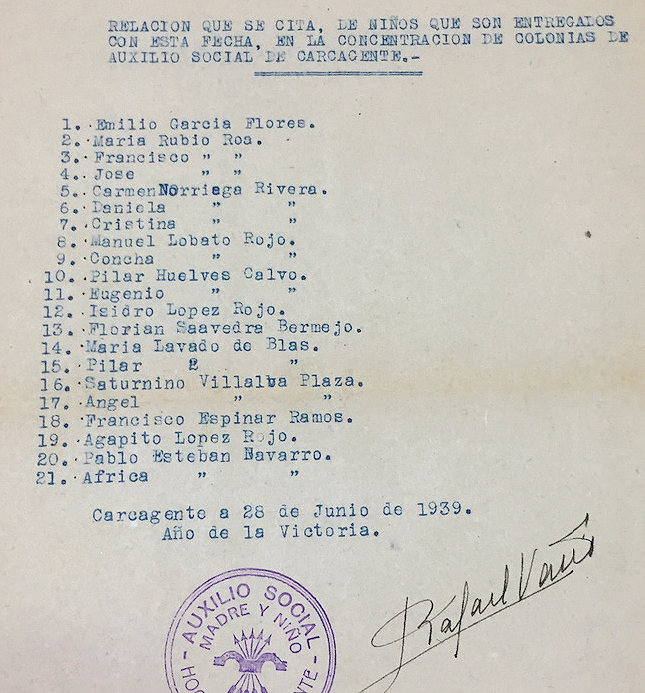 RELACION QUE SE CITA, DE NIÑOS QUE SON ENTREGADOS
CON ESTA FECHA, EN LA CONCENTRACION DE COLONIAS DE
AUXILIO SOCIAL DE CARCAGENTE.-
1. Emilio Garcia Flores.
2. Maria Rubio Roa.
3. Francisco " "
4. Jose " "
5. Carmen Norriega Rivera.
6. Daniela " "
7. Cristina " "
8. Manuel Lobato Rojo.
9. Concha " "
10. Pilar Huelves Calvo.
11. Eugenio " "
12. Isidro Lopez Rojo.
13. Florian Saavedra Bermejo.
14. Maria Lavado de Blas.
15. Pilar " "
16. Saturnino Villalba Plaza.
17. Angel " "
18. Francisco Espinar Ramos.
19. Agapito Lopez Rojo.
20. Pablo Esteban Navarro.
21. Africa " "
Carcagente a 28 de Junio de 1939.
Año de la Victoria.
Rafael
- AUXILIO SOCIAL -
MADRE Y NIÑO